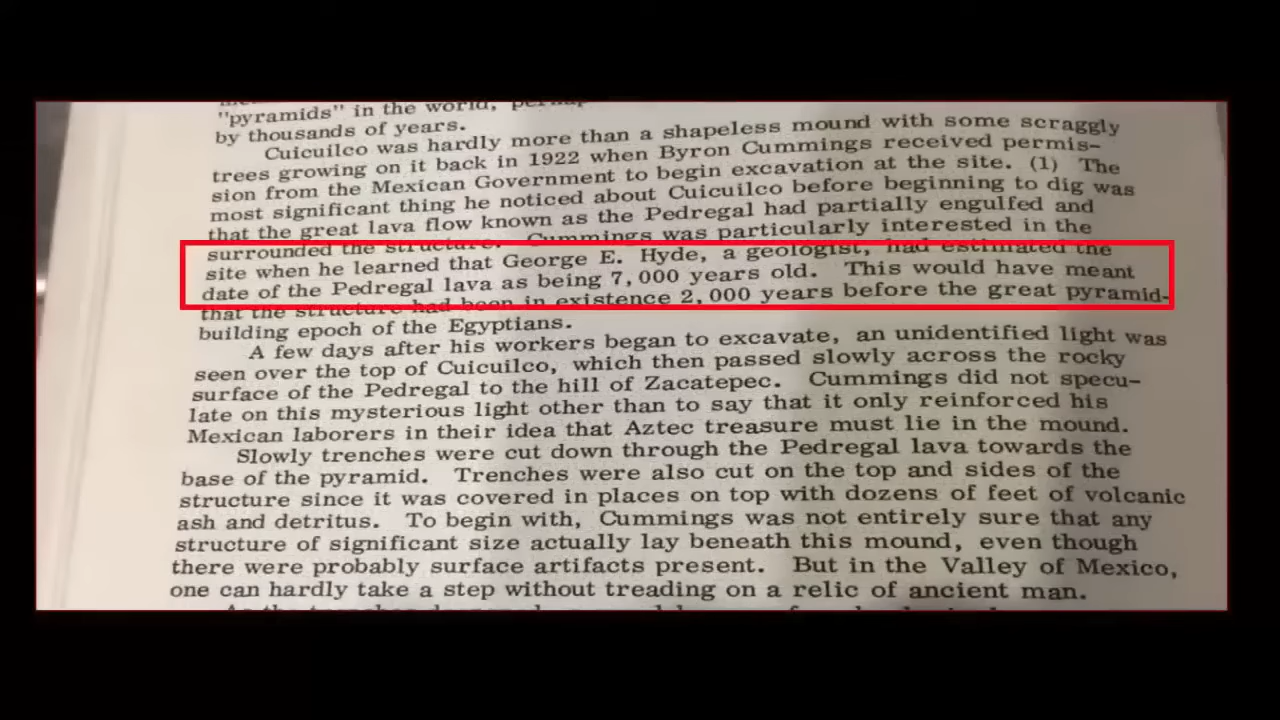 "pyramids" in the world,
by thousands of years.
Cuicuilco was hardly more than a shapeless mound with some scraggly
trees growing on it back in 1922 when Byron Cummings received permis-
sion from the Mexican Government to begin excavation at the site. (1) The
most significant thing he noticed about Cuicuilco before beginning to dig was
that the great lava flow known as the Pedregal had partially engulfed and
surrounded the structure. Cummings was particularly interested in the
site when he learned that George E. Hyde, a geologist, had estimated the
date of the Pedregal lava as being 7,000 years old. This would have meant
that the structure had been in existence 2,000 years before the great pyramid-
building epoch of the Egyptians.
A few days after his workers began to excavate, an unidentified light was
seen over the top of Cuicuilco, which then passed slowly across the rocky
surface of the Pedregal to the hill of Zacatepec. Cummings did not specu-
late on this mysterious light other than to say that it only reinforced his
Mexican laborers in their idea that Aztec treasure must lie in the mound.
Slowly trenches were cut down through the Pedregal lava towards the
base of the pyramid. Trenches were also cut on the top and sides of the
structure since it was covered in places on top with dozens of feet of volcanic
ash and detritus. To begin with, Cummings was not entirely sure that any
structure of significant size actually lay beneath this mound, even though
there were probably surface artifacts present. But in the Valley of Mexico,
one can hardly take a step without treading on a relic of ancient man.